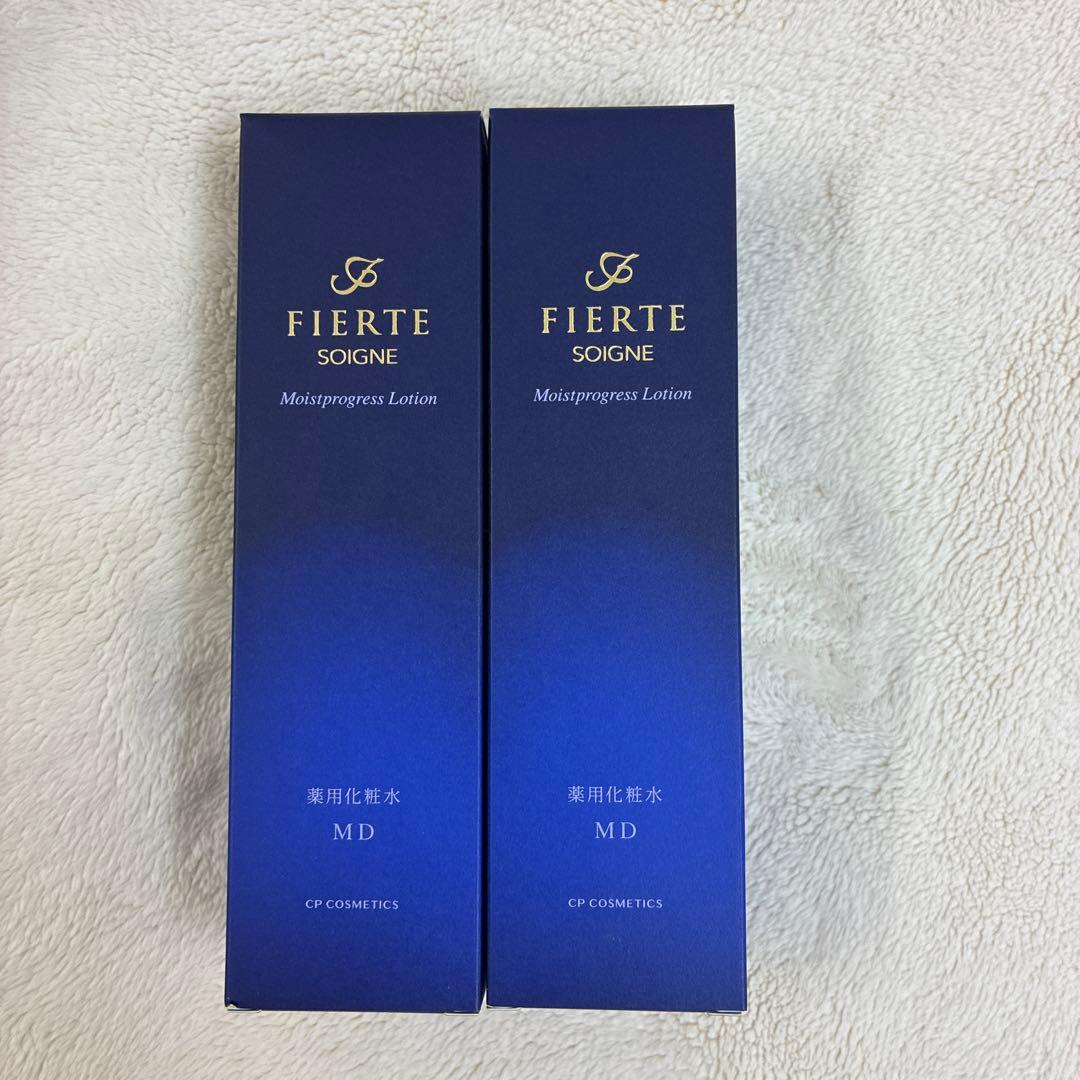 FIERTE
SOIGNE
Moistprogress Lotion
薬用化粧水
MD
CP COSMETICS
FIERTE
SOIGNE
Moistprogress Lotion
薬用化粧水
MD
CP COSMETICS